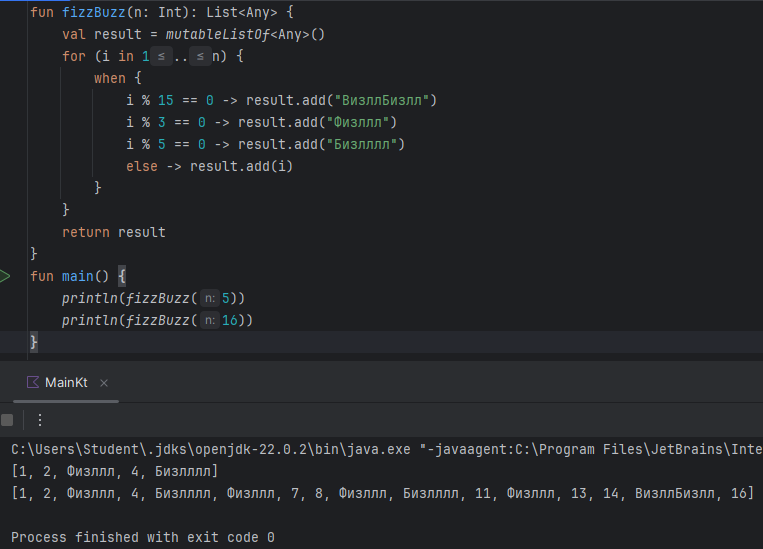 fun fizzBuzz(n: Int): List<Any> {
val result = mutableListOf<Any>()
for (i in 1 ≤ .. ≤ n) {
when {
i % 15 == 0 -> result.add("ВизллБизлл")
i % 3 == 0 -> result.add("Физллл")
i % 5 == 0 -> result.add("Бизлллл")
else -> result.add(i)
}
}
return result
}
fun main() {
println(fizzBuzz( n: 5))
println(fizzBuzz( n: 16))
}
MainKt ×
C:\Users\Student\.jdks\openjdk-22.0.2\bin\java.exe "-javaagent:C:\Program Files\JetBrains\Inte
[1, 2, Физллл, 4, Бизлллл]
[1, 2, Физллл, 4, Бизлллл, Физллл, 7, 8, Физллл, Бизлллл, 11, Физллл, 13, 14, ВизллБизлл, 16]
Process finished with exit code 0